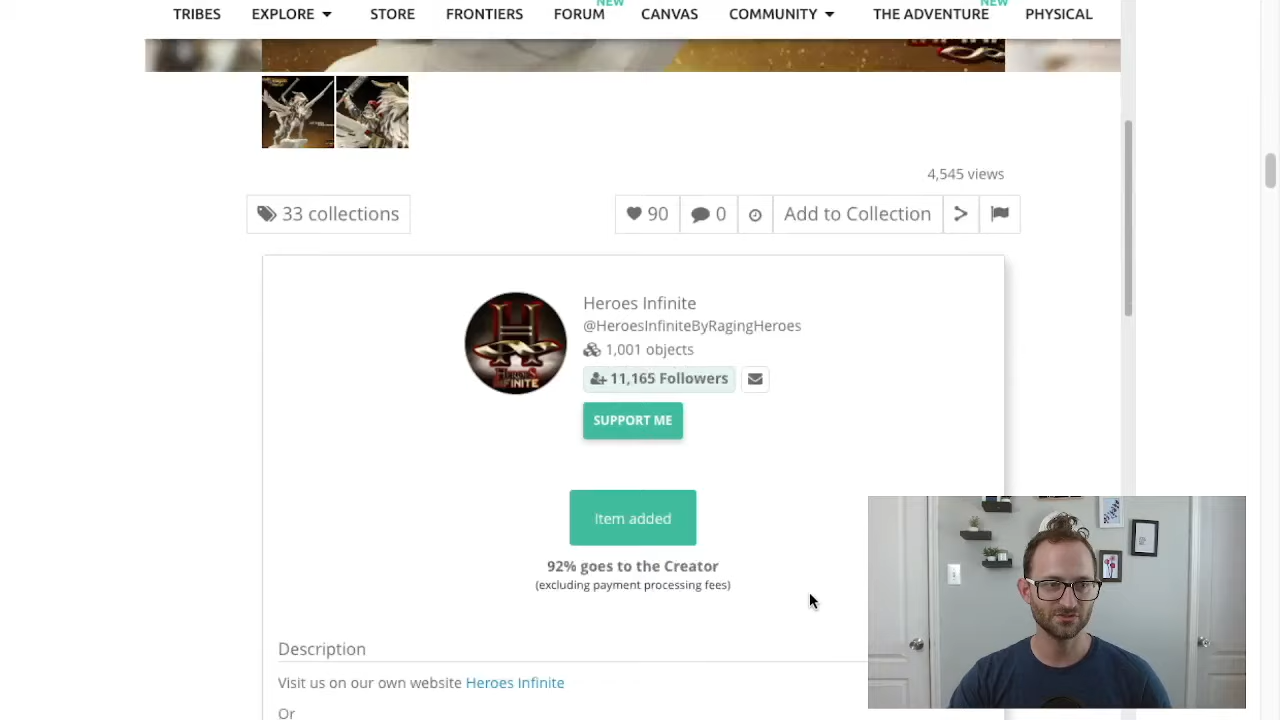 NEW NEW
TRIBES EXPLORE STORE FRONTIERS FORUM CANVAS COMMUNITY THE ADVENTURE PHYSICAL
4,545 views
33 collections 90 0 Add to Collection
Heroes Infinite
@HeroesInfiniteByRagingHeroes
1,001 objects
11,165 Followers
SUPPORT ME
H
HEROES
INFINITE
Item added
92% goes to the Creator
(excluding payment processing fees)
Description
Visit us on our own website Heroes Infinite
Or